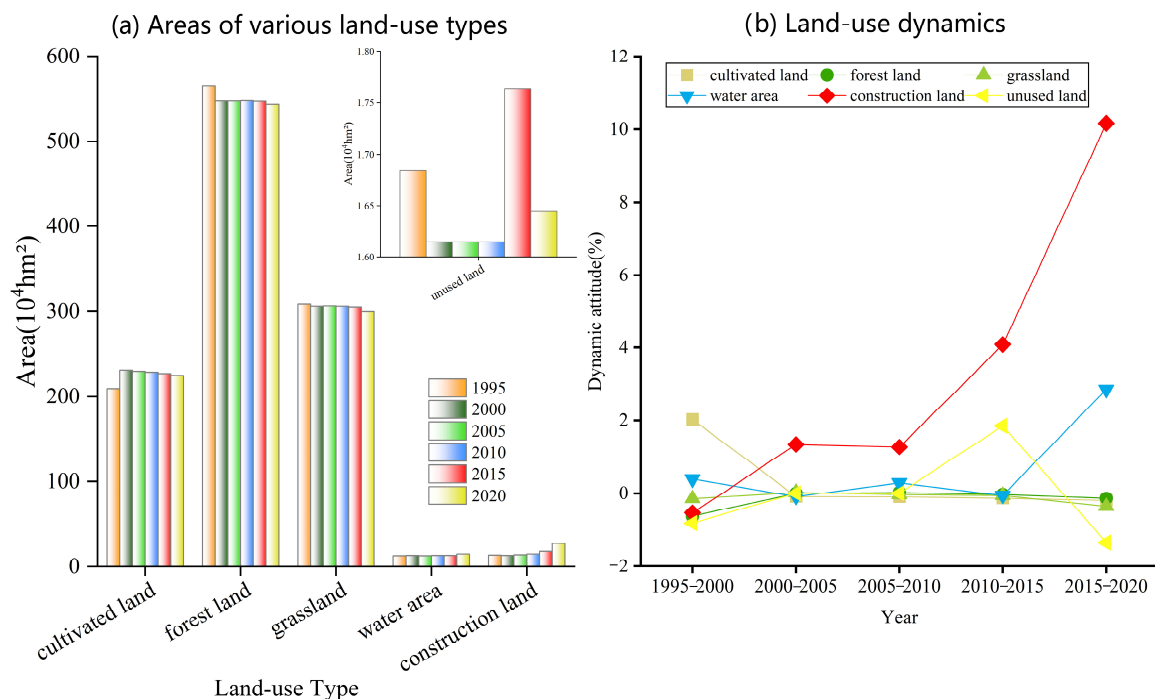 (a) Areas of various land-use types
600
500
400
300
200
100
0
Area(10⁴hm²)
cultivated land
forest land
grassland
water area
construction land
Land-use Type
1.80
1.75
1.70
1.65
1.60
Area(10⁴hm²)
unused land
1995
2000
2005
2010
2015
2020
(b) Land-use dynamics
12
10
8
6
4
2
0
−2
Dynamic attitude(%)
cultivated land forest land grassland
water area construction land unused land
1995–2000 2000–2005 2005–2010 2010–2015 2015–2020
Year